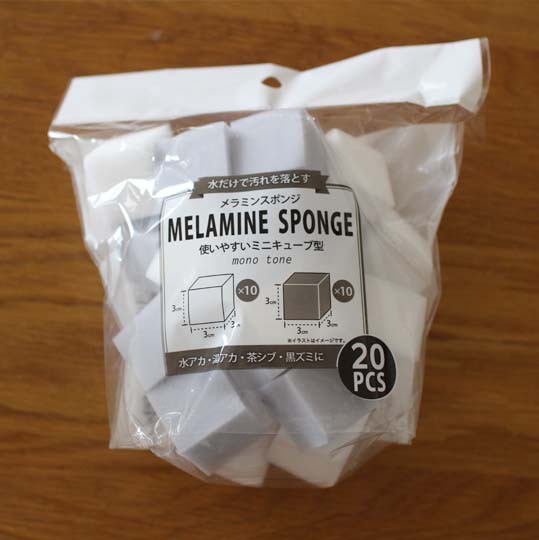 水だけで汚れを落とす
メラミンスポンジ
MELAMINE SPONGE
使いやすいミニキューブ型
mono tone
×10
×10
3cm
3cm
3cm
3cm
3cm
※イラストはイメージです。
水アカ・湯アカ・茶シブ・黒ズミに
20
PCS